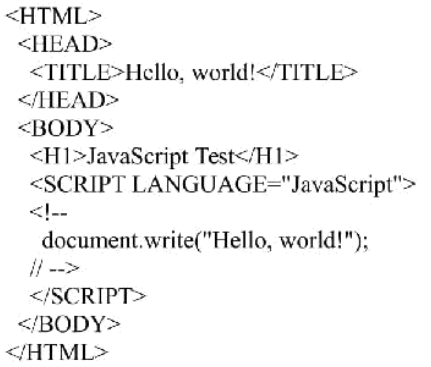 <HTML>
<HEAD>
<TITLE>Hello, world!</TITLE>
</HEAD>
<BODY>
<H1>JavaScript Test</H1>
<SCRIPT LANGUAGE="JavaScript">
<!--
document.write("Hello, world!");
// -->
</SCRIPT>
</BODY>
</HTML>